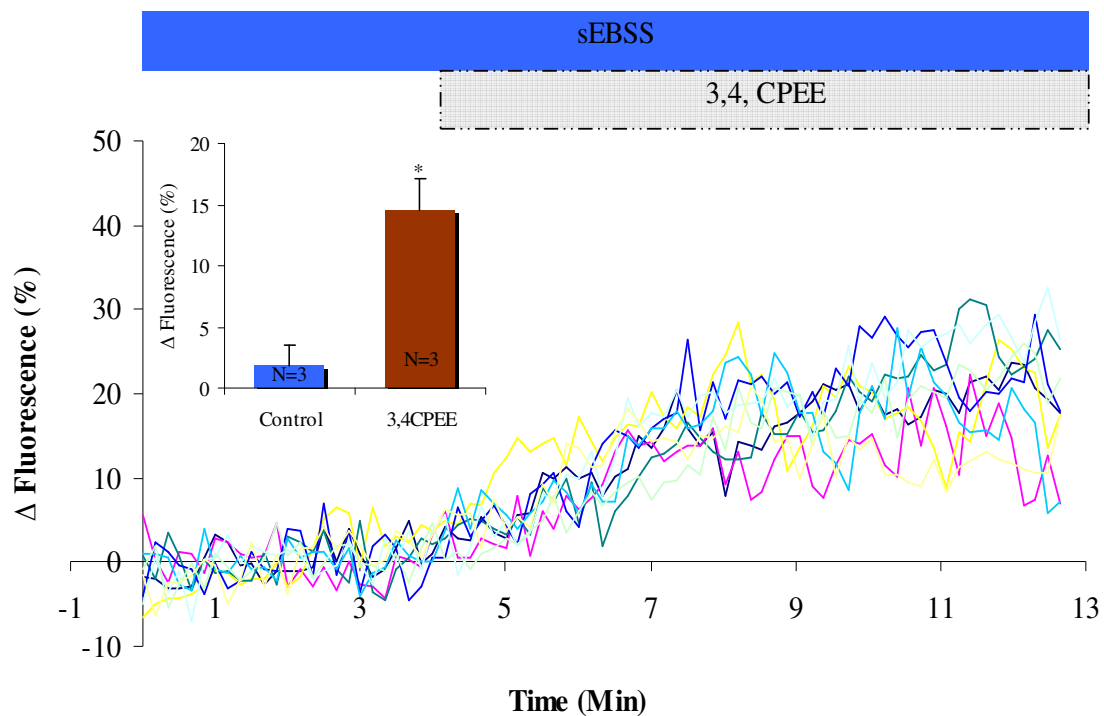 sEBSS
3,4, CPEE
50
40
30
20
10
0
-10
Δ Fluorescence (%)
20
15
10
5
0
Δ Fluorescence (%)
*
N=3
N=3
Control
3,4CPEE
-1
1
3
5
7
9
11
13
Time (Min)